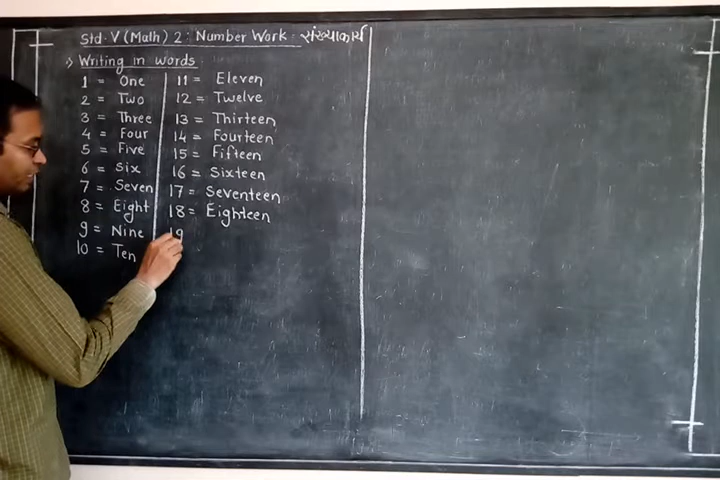 Std. V (Math) 2: Number Work - संख्याकार्य
1) Writing in words
1 = One
2 = Two
3 = Three
4 = Four
5 = Five
6 = Six
7 = Seven
8 = Eight
9 = Nine
10 = Ten
11 = Eleven
12 = Twelve
13 = Thirteen
14 = Fourteen
15 = Fifteen
16 = Sixteen
17 = Seventeen
18 = Eighteen
19